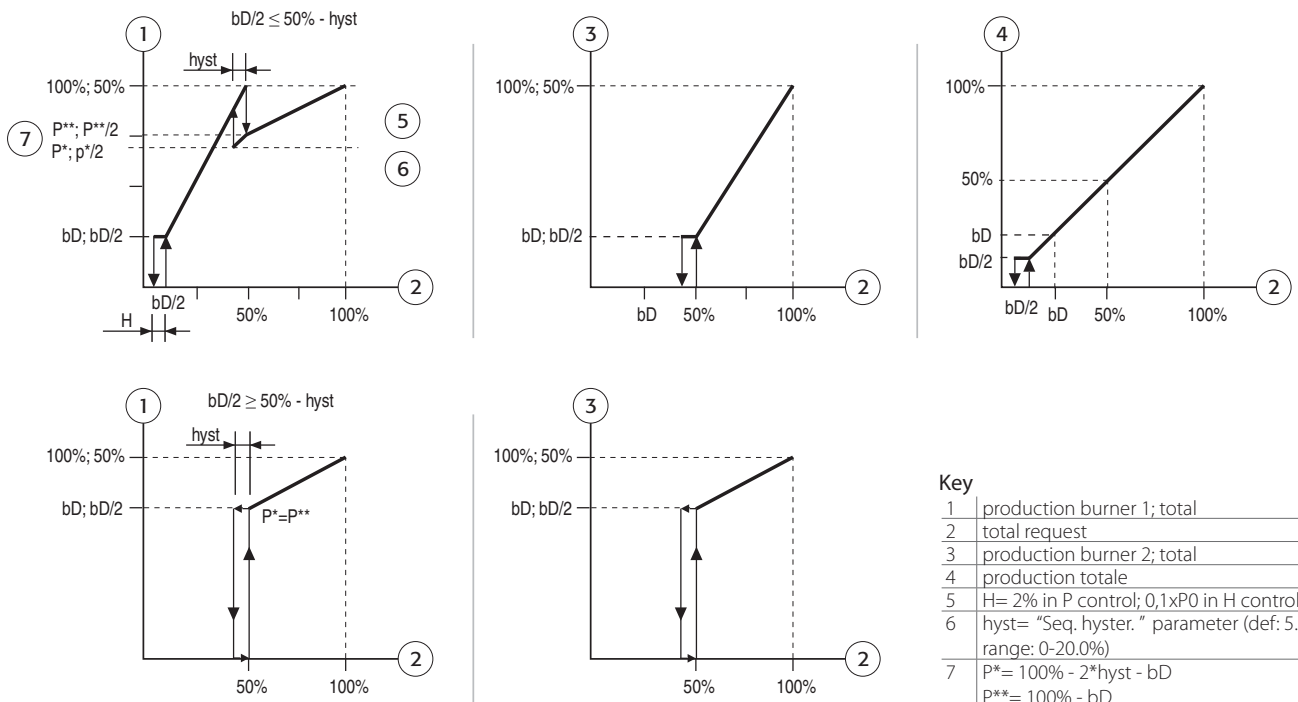 1
bD/2 ≤ 50% - hyst
hyst
100%; 50%
7
P**; P**/2
P*; p*/2
bD; bD/2
5
6
2
bD/2
50%
100%
H
3
100%; 50%
bD; bD/2
2
bD
50%
100%
4
100%
50%
bD
bD/2
2
bD/2
bD
50%
100%
1
bD/2 ≥ 50% - hyst
hyst
100%; 50%
bD; bD/2
P*=P**
2
50%
100%
3
100%; 50%
bD; bD/2
2
50%
100%
Key
1 production burner 1; total
2 total request
3 production burner 2; total
4 production totale
5 H= 2% in P control; 0,1xP0 in H control
6 hyst= “Seq. hyster. ” parameter (def: 5.
range: 0-20.0%)
7 P*= 100% - 2*hyst - bD
P**= 100% - bD